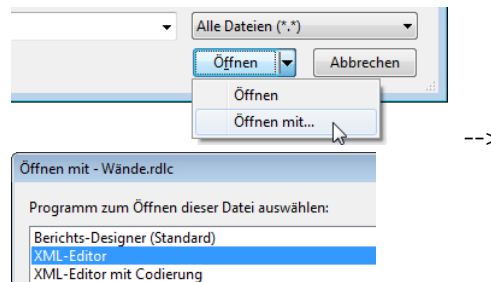 Alle Dateien (*.*)
Öffnen
Abbrechen
Öffnen
Öffnen mit...
-->
Öffnen mit - Wände.rdlc
Programm zum Öffnen dieser Datei auswählen:
Berichts-Designer (Standard)
XML-Editor
XML-Editor mit Codierung